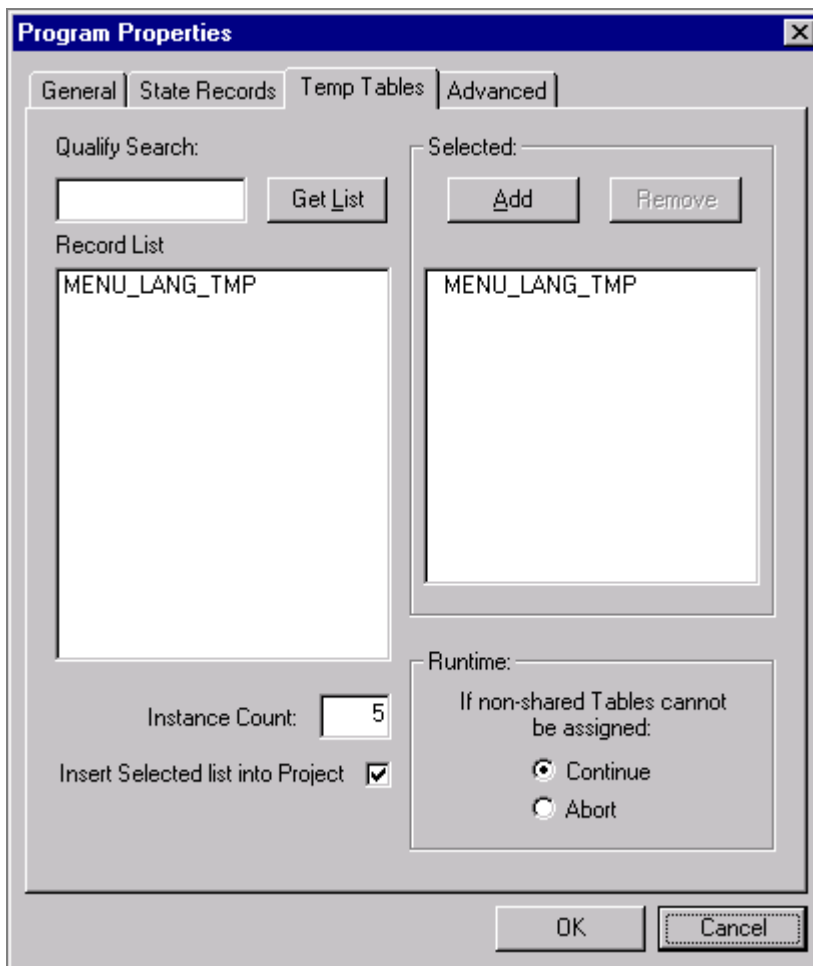 Program Properties
General State Records Temp Tables Advanced
Qualify Search:
Get List
Record List
MENU_LANG_TMP
Instance Count: 5
Insert Selected list into Project
Selected:
Add Remove
MENU_LANG_TMP
Runtime:
If non-shared Tables cannot
be assigned:
Continue
Abort
OK Cancel